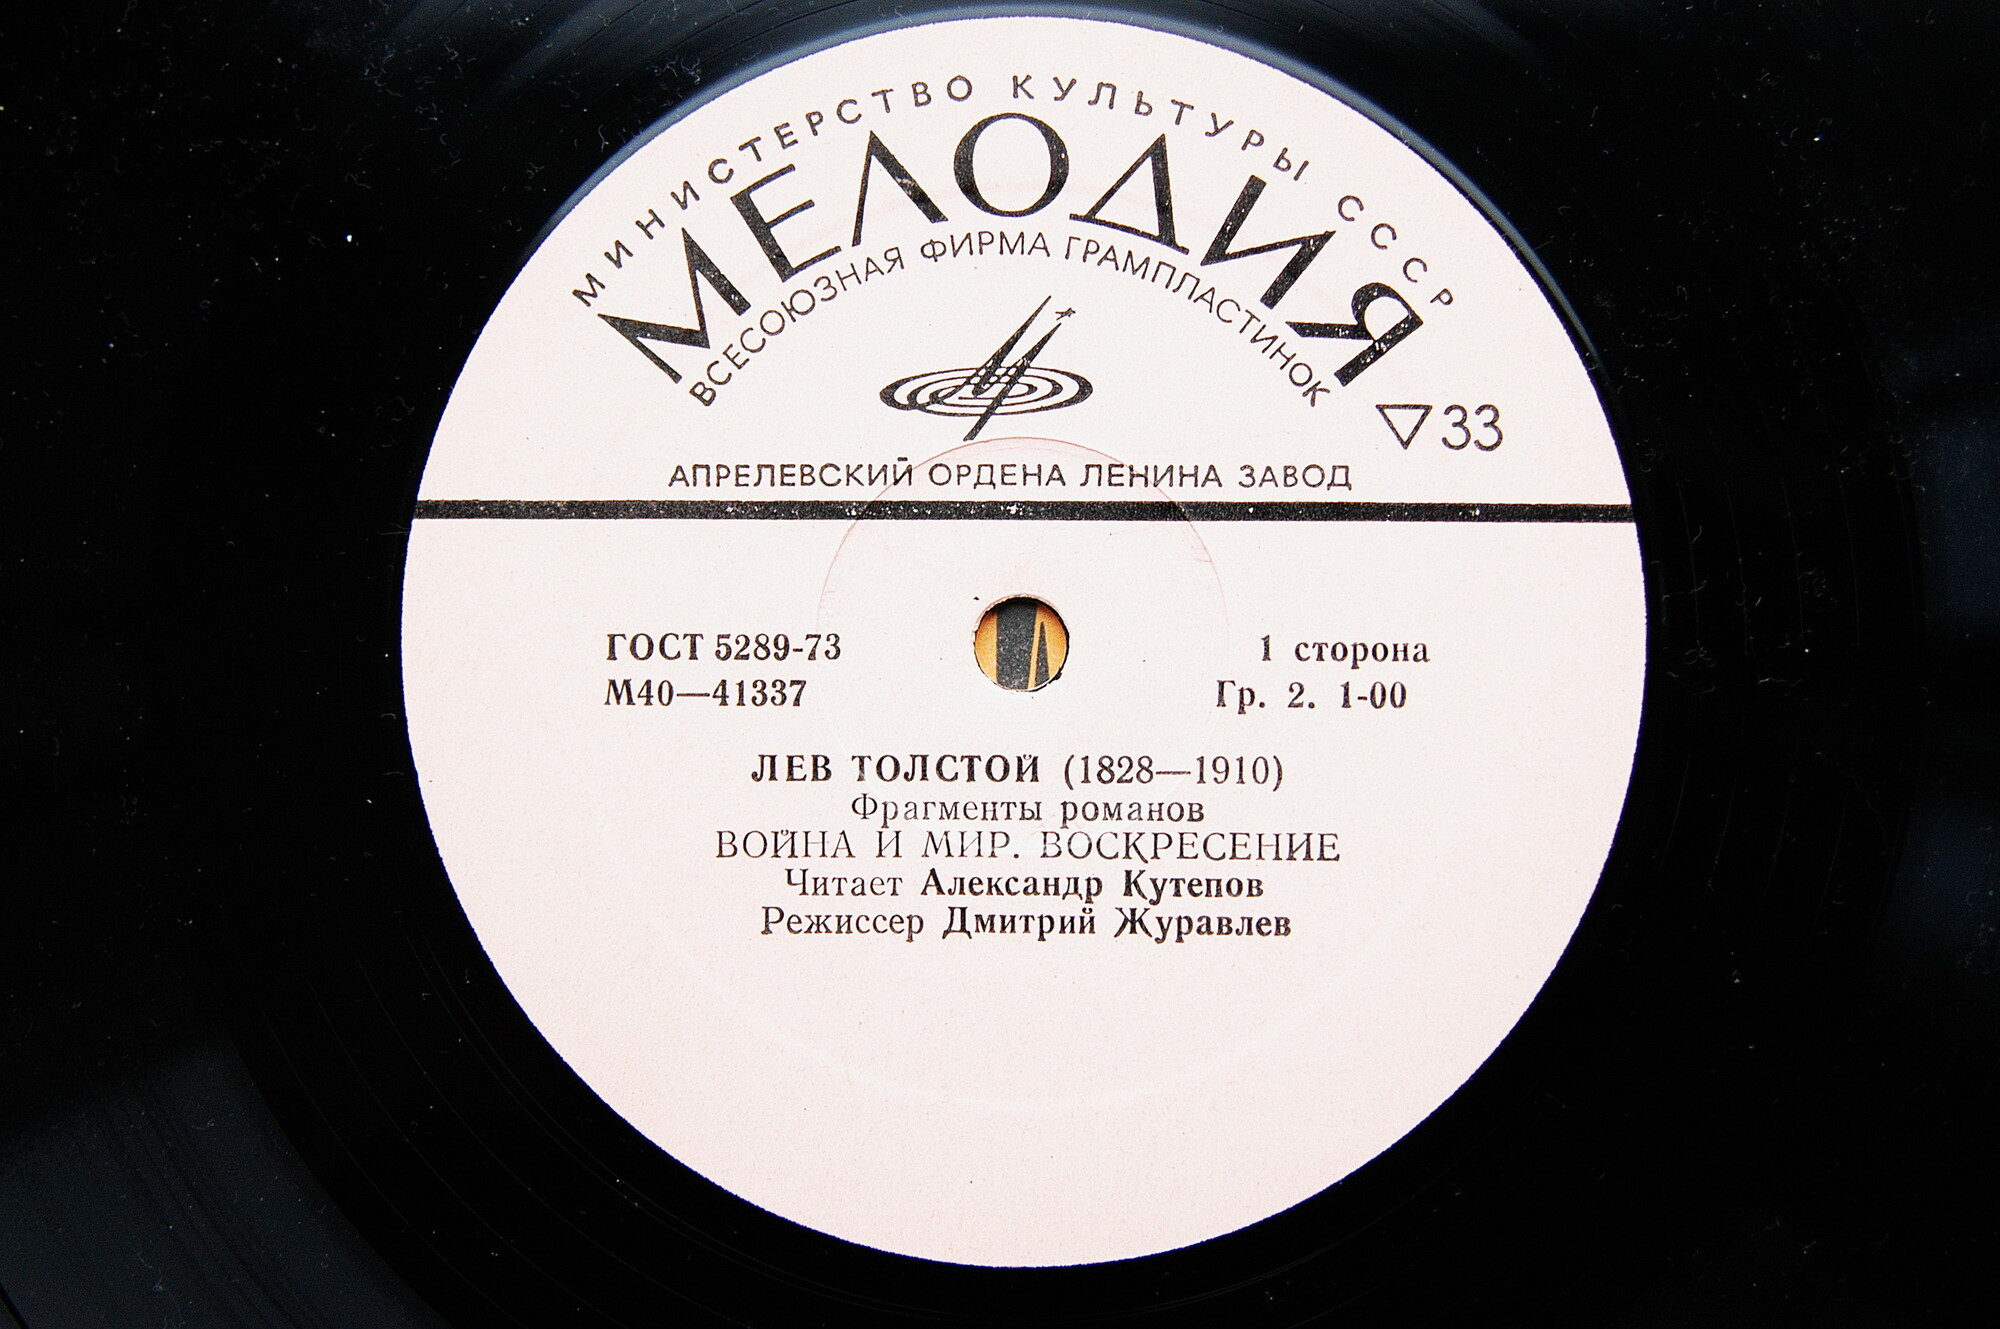 МИНИСТЕРСТВО КУЛЬТУРЫ СССР
МЕЛОДИЯ
ВСЕСОЮЗНАЯ ФИРМА ГРАМПЛАСТИНОК
▽33
АПРЕЛЕВСКИЙ ОРДЕНА ЛЕНИНА ЗАВОД
ГОСТ 5289-73
М40—41337
1 сторона
Гр. 2. 1-00
ЛЕВ ТОЛСТОЙ (1828—1910)
Фрагменты романов
ВОЙНА И МИР. ВОСКРЕСЕНИЕ
Читает Александр Кутепов
Режиссер Дмитрий Журавлев